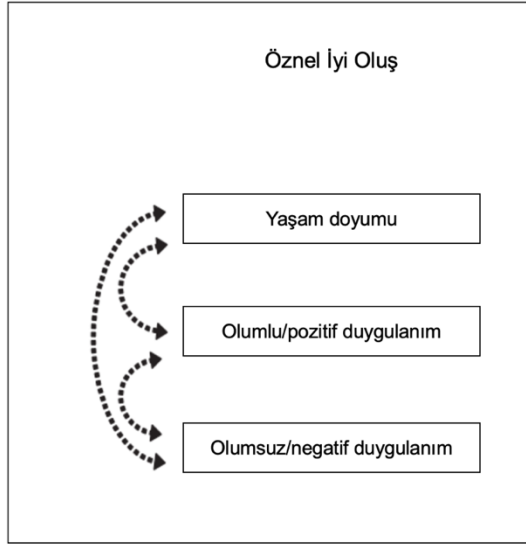 Öznel İyi Oluş
Yaşam doyumu
Olumlu/pozitif duygulanım
Olumsuz/negatif duygulanım